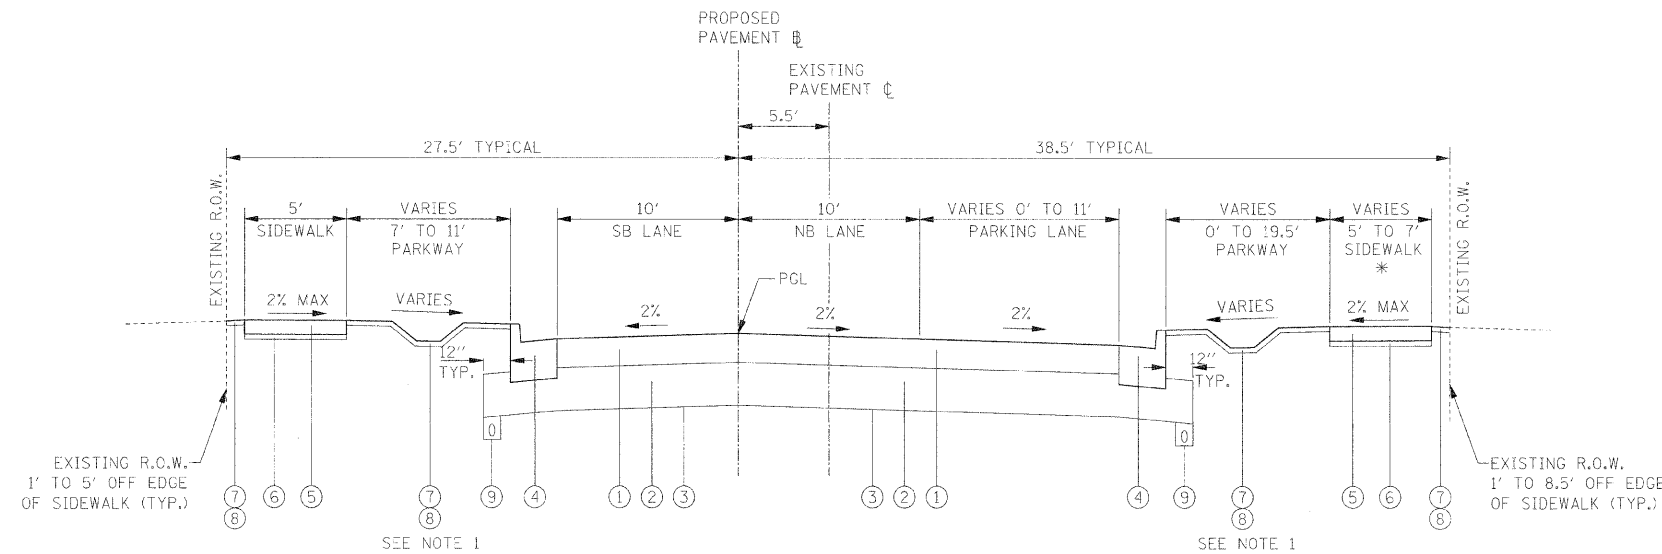 PROPOSED
PAVEMENT ⅊
EXISTING
PAVEMENT ℄
5.5'
27.5' TYPICAL
38.5' TYPICAL
EXISTING R.O.W.
5'
SIDEWALK
VARIES
7' TO 11'
PARKWAY
10'
SB LANE
10'
NB LANE
VARIES 0' TO 11'
PARKING LANE
VARIES
0' TO 19.5'
PARKWAY
VARIES
5' TO 7'
SIDEWALK
*
EXISTING R.O.W.
PGL
2% MAX
VARIES
2%
2%
2%
VARIES
2% MAX
12"
TYP.
12"
TYP.
0
0
EXISTING R.O.W.
1' TO 5' OFF EDGE
OF SIDEWALK (TYP.)
EXISTING R.O.W.
1' TO 8.5' OFF EDGE
OF SIDEWALK (TYP.)
7 6 5 7 9 4 1 2 3 3 2 1 4 9 7 5 6 7
8 8 8 8
SEE NOTE 1
SEE NOTE 1